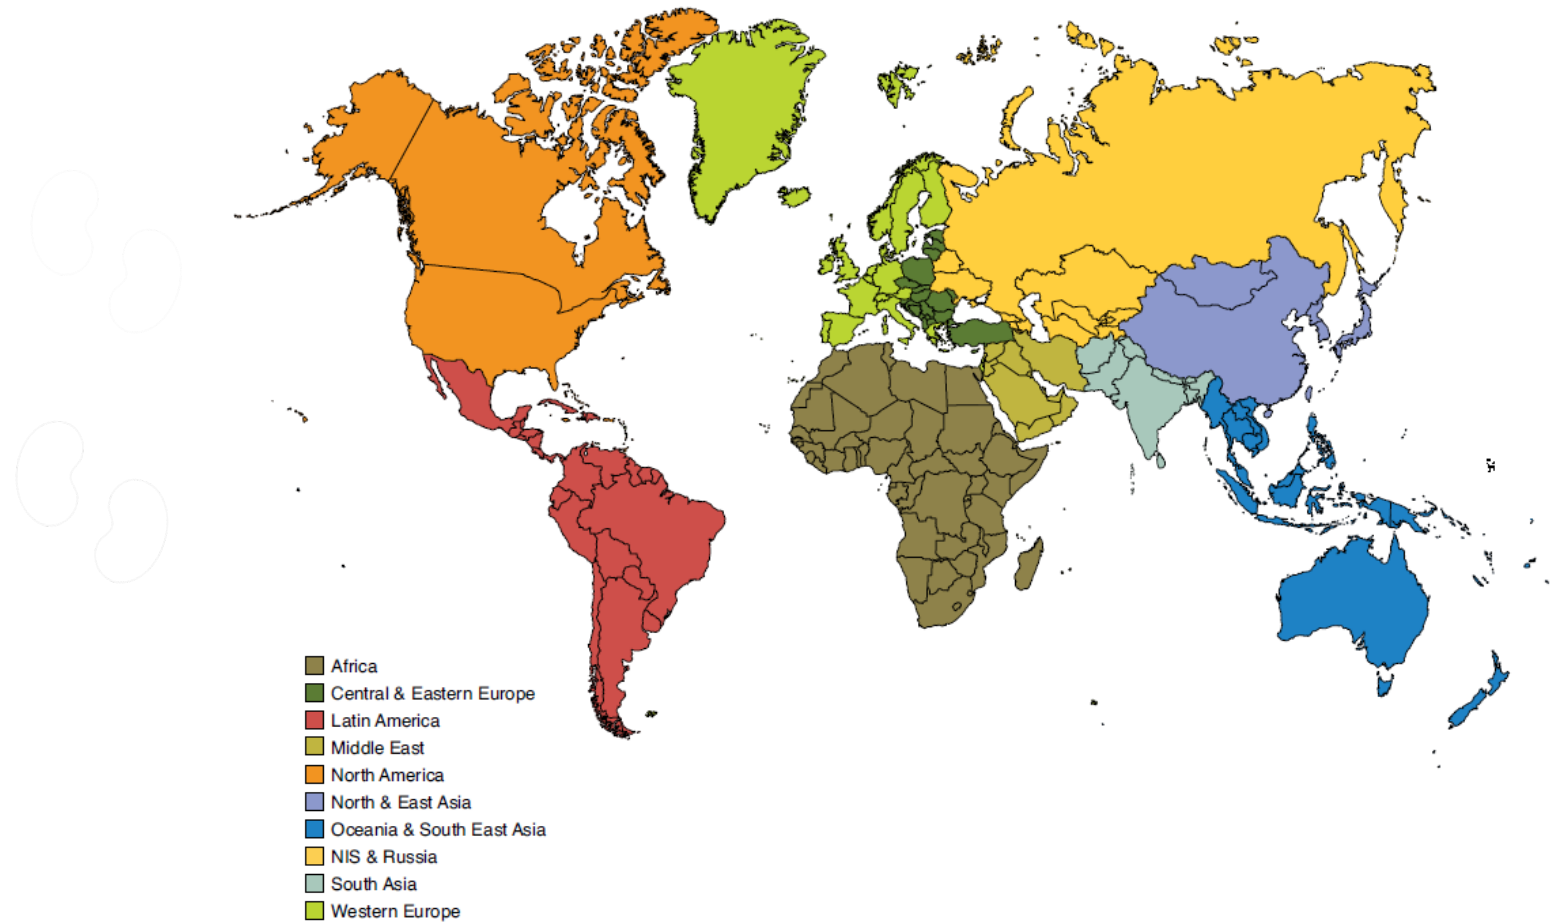 Africa
Central & Eastern Europe
Latin America
Middle East
North America
North & East Asia
Oceania & South East Asia
NIS & Russia
South Asia
Western Europe